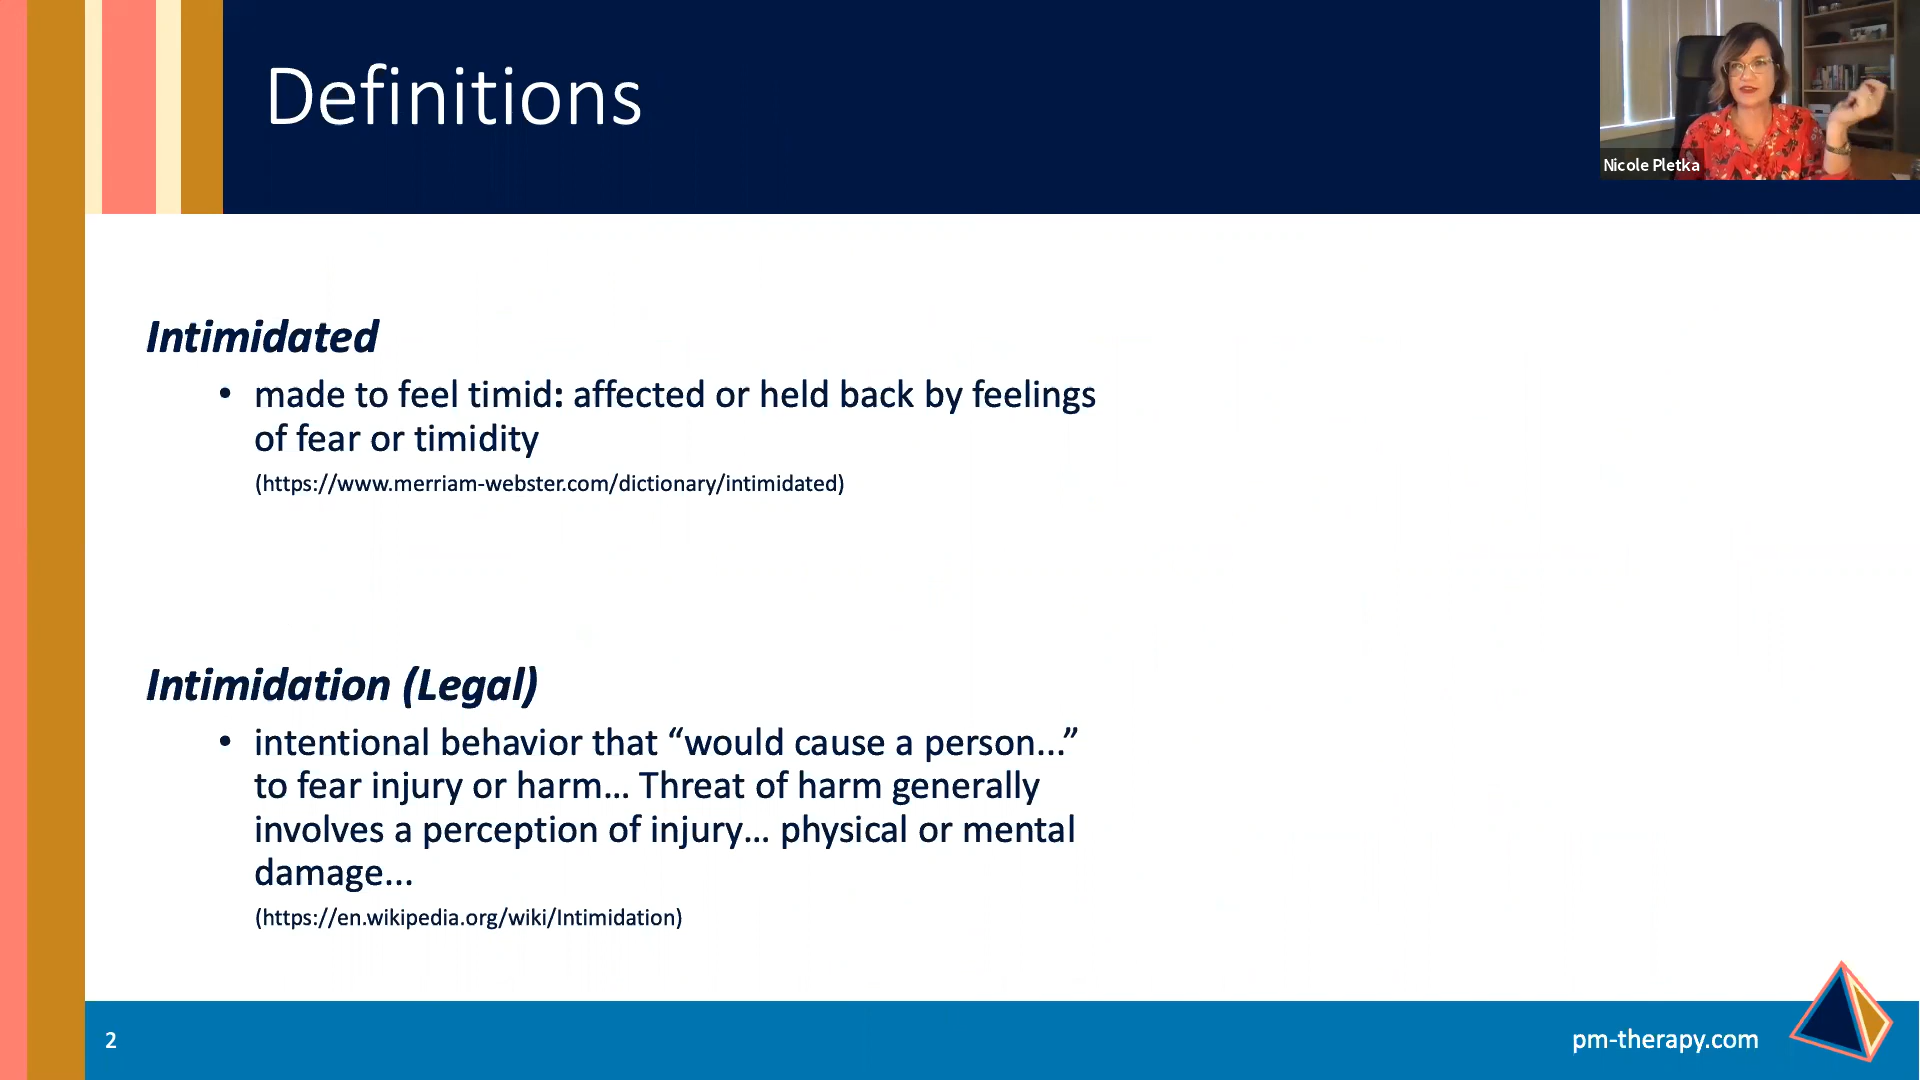 Definitions
Nicole Pletka
Intimidated
• made to feel timid: affected or held back by feelings
of fear or timidity
(https://www.merriam-webster.com/dictionary/intimidated)
Intimidation (Legal)
• intentional behavior that “would cause a person...”
to fear injury or harm... Threat of harm generally
involves a perception of injury... physical or mental
damage...
(https://en.wikipedia.org/wiki/Intimidation)
2
pm-therapy.com